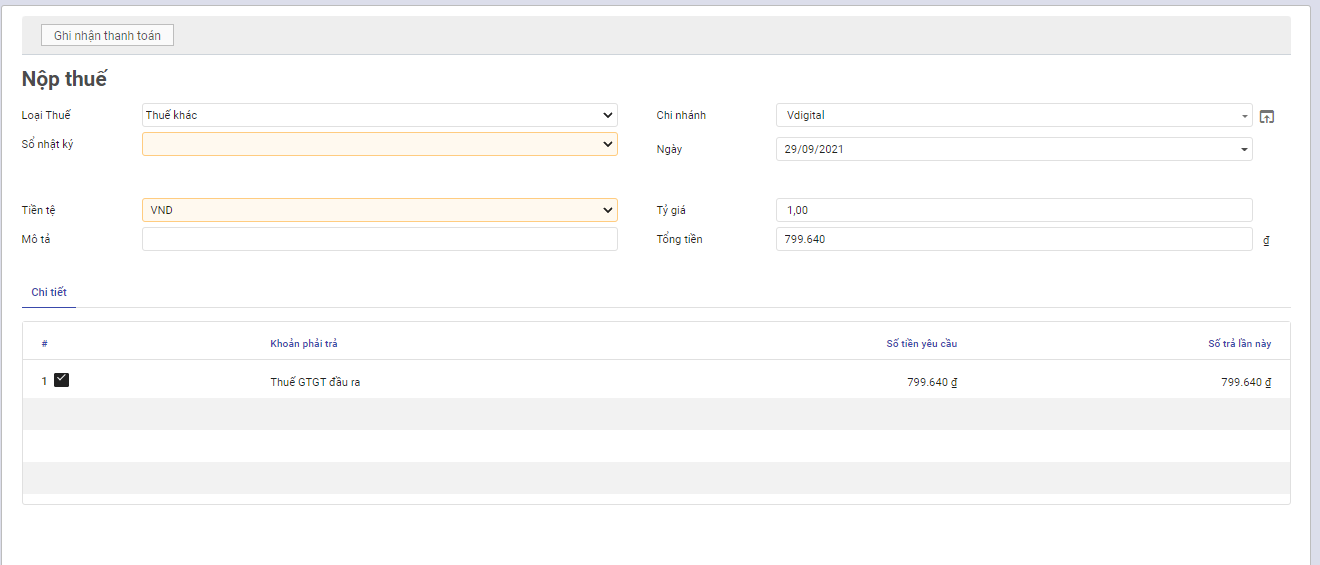 Ghi nhận thanh toán
Nộp thuế
Loại Thuế Thuế khác Chi nhánh Vdigital
Sổ nhật ký Ngày 29/09/2021
Tiền tệ VND Tỷ giá 1,00
Mô tả Tổng tiền 799.640 ₫
Chi tiết
# Khoản phải trả Số tiền yêu cầu Số trả lần này
1 Thuế GTGT đầu ra 799.640 ₫ 799.640 ₫